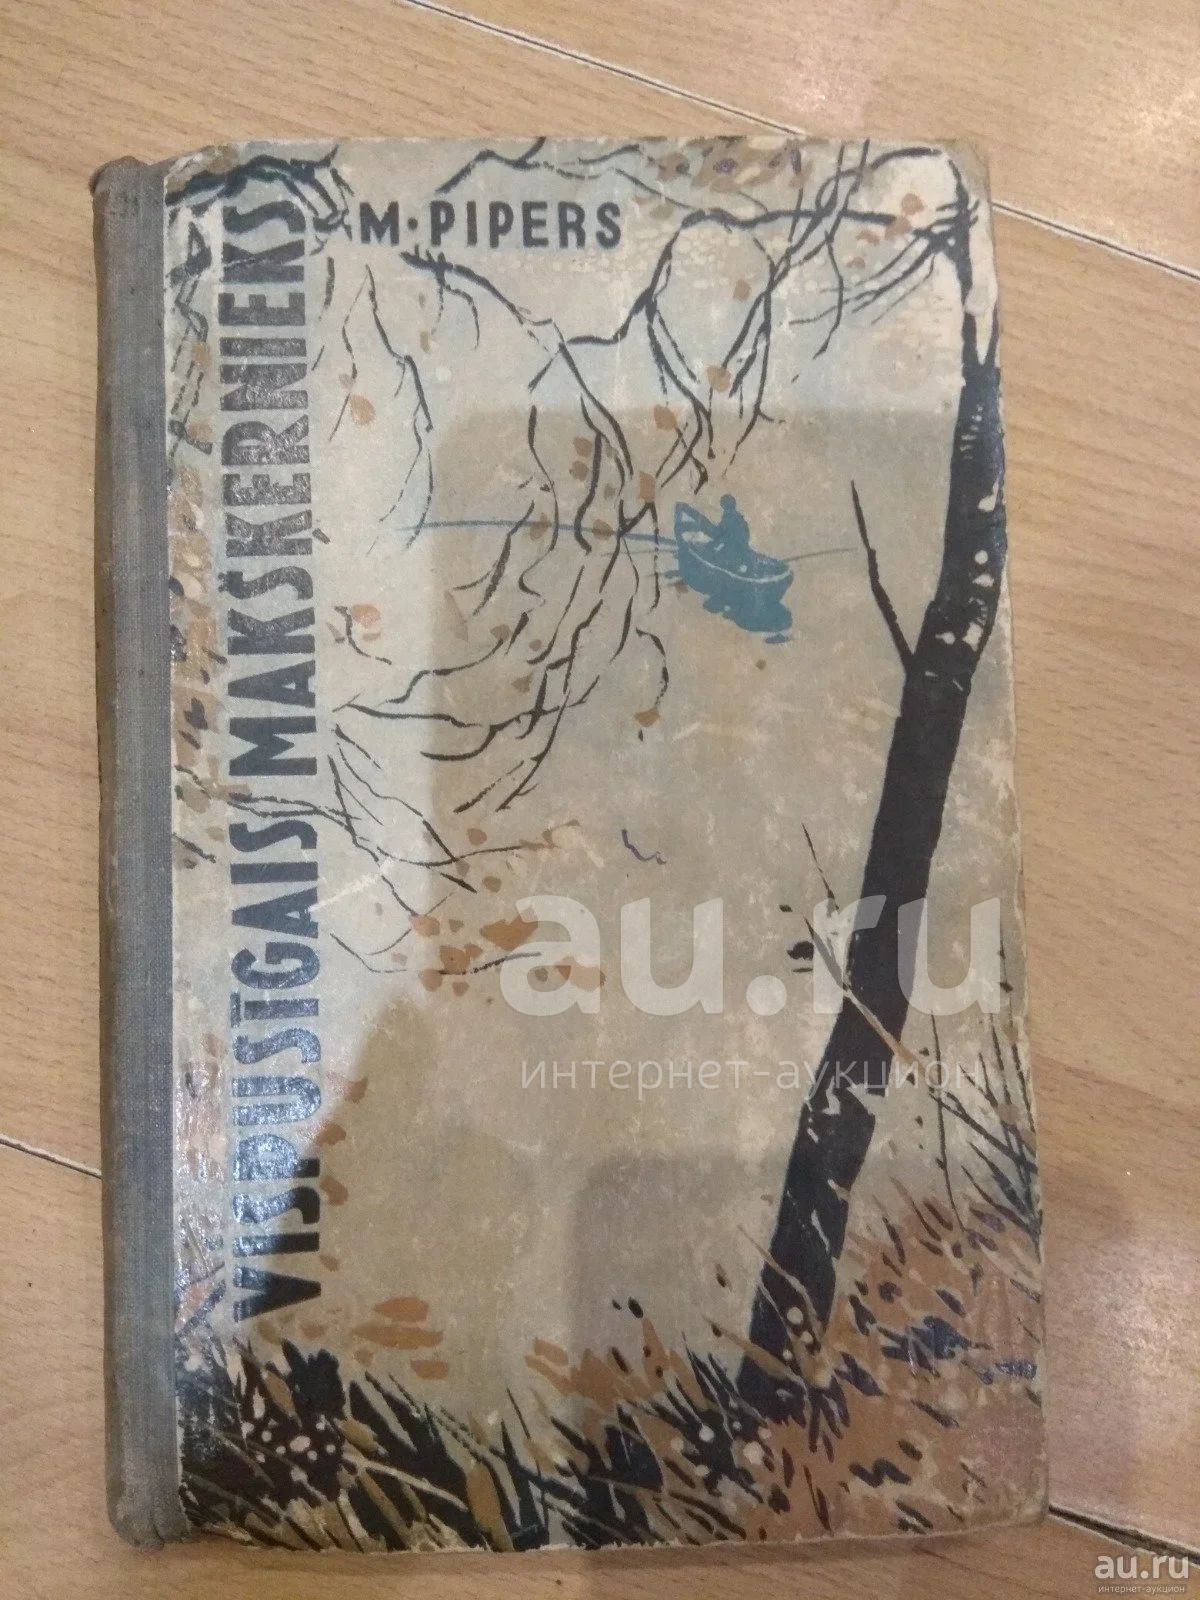 M. PIPERS
VISPUSĪGAIS MAKŠĶERNIEKS
au.ru
интернет-аукцион
au.ru
интернет-аукцион